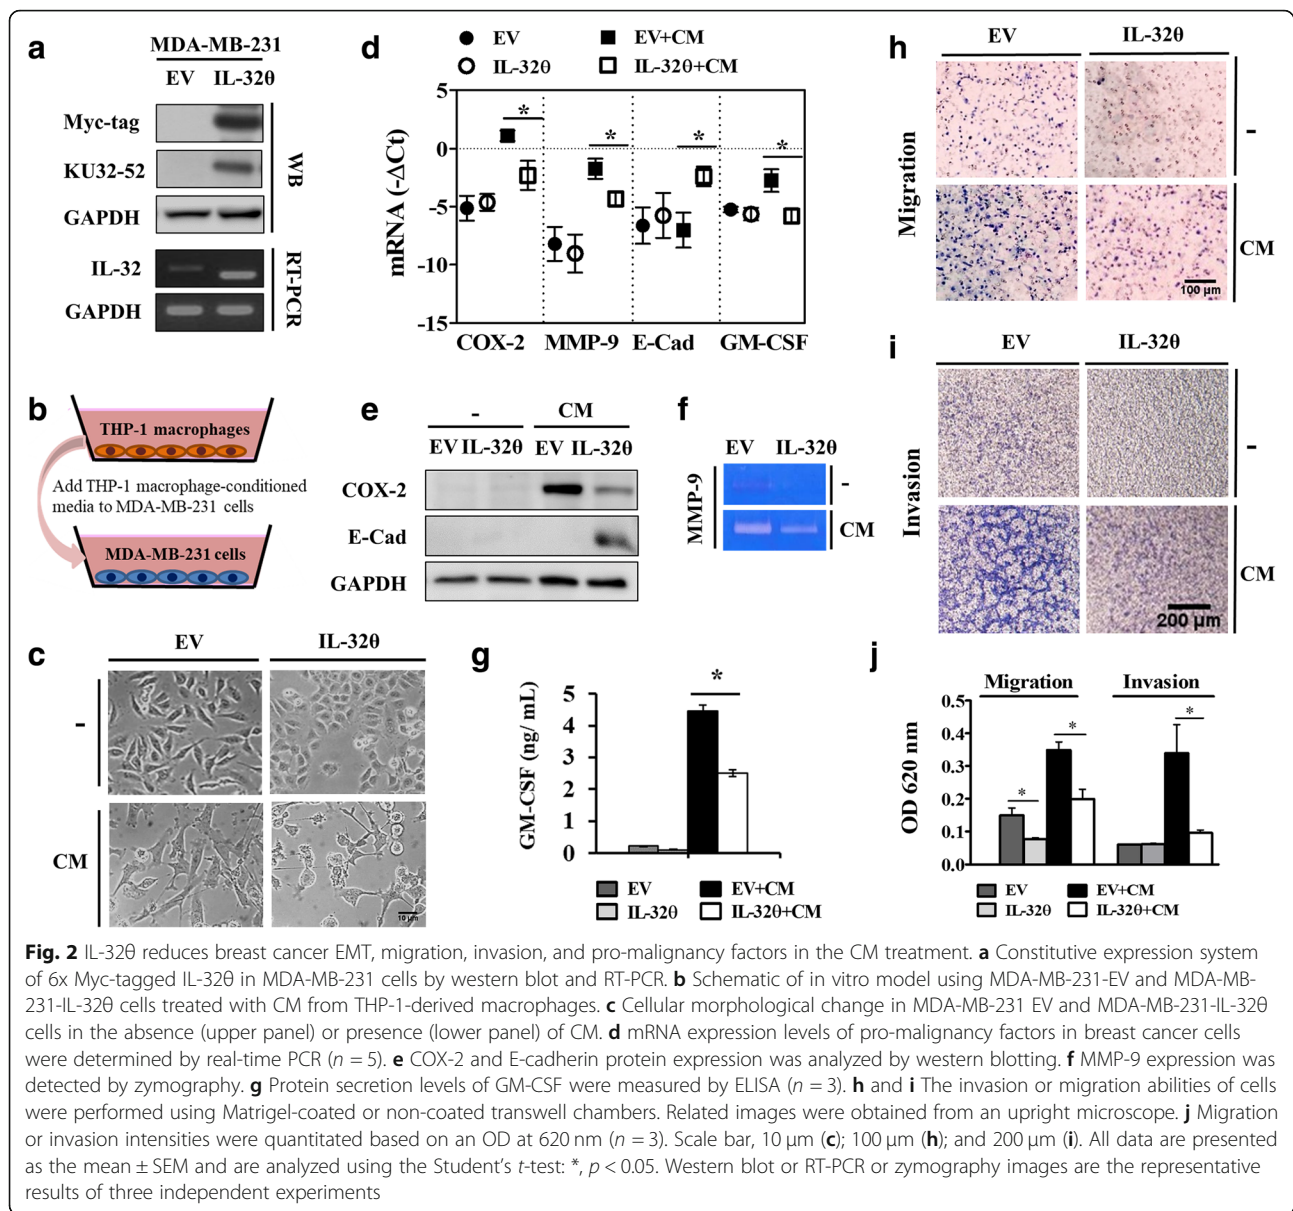 a
MDA-MB-231
EV IL-32θ
Myc-tag
KU32-52
GAPDH
WB
IL-32
GAPDH
RT-PCR
b
THP-1 macrophages
Add THP-1 macrophage-conditioned
media to MDA-MB-231 cells
MDA-MB-231 cells
c
EV IL-32θ
-
CM
10 μm
d
EV EV+CM
IL-32θ IL-32θ+CM
mRNA (-ΔCt)
5
0
-5
-10
-15
* * * *
COX-2 MMP-9 E-Cad GM-CSF
e
- CM
EV IL-32θ EV IL-32θ
COX-2
E-Cad
GAPDH
f
EV IL-32θ
MMP-9
-
CM
g
GM-CSF (ng/ mL)
5
4
3
2
1
0
*
EV EV+CM
IL-32θ IL-32θ+CM
h
EV IL-32θ
Migration
-
CM
100 μm
i
EV IL-32θ
Invasion
-
CM
200 μm
j
Migration Invasion
OD 620 nm
0.5
0.4
0.3
0.2
0.1
0.0
* * *
EV EV+CM
IL-32θ IL-32θ+CM
Fig. 2 IL-32θ reduces breast cancer EMT, migration, invasion, and pro-malignancy factors in the CM treatment. a Constitutive expression system
of 6x Myc-tagged IL-32θ in MDA-MB-231 cells by western blot and RT-PCR. b Schematic of in vitro model using MDA-MB-231-EV and MDA-MB-
231-IL-32θ cells treated with CM from THP-1-derived macrophages. c Cellular morphological change in MDA-MB-231 EV and MDA-MB-231-IL-32θ
cells in the absence (upper panel) or presence (lower panel) of CM. d mRNA expression levels of pro-malignancy factors in breast cancer cells
were determined by real-time PCR (n = 5). e COX-2 and E-cadherin protein expression was analyzed by western blotting. f MMP-9 expression was
detected by zymography. g Protein secretion levels of GM-CSF were measured by ELISA (n = 3). h and i The invasion or migration abilities of cells
were performed using Matrigel-coated or non-coated transwell chambers. Related images were obtained from an upright microscope. j Migration
or invasion intensities were quantitated based on an OD at 620 nm (n = 3). Scale bar, 10 μm (c); 100 μm (h); and 200 μm (i). All data are presented
as the mean ± SEM and are analyzed using the Student's t-test: *, p < 0.05. Western blot or RT-PCR or zymography images are the representative
results of three independent experiments